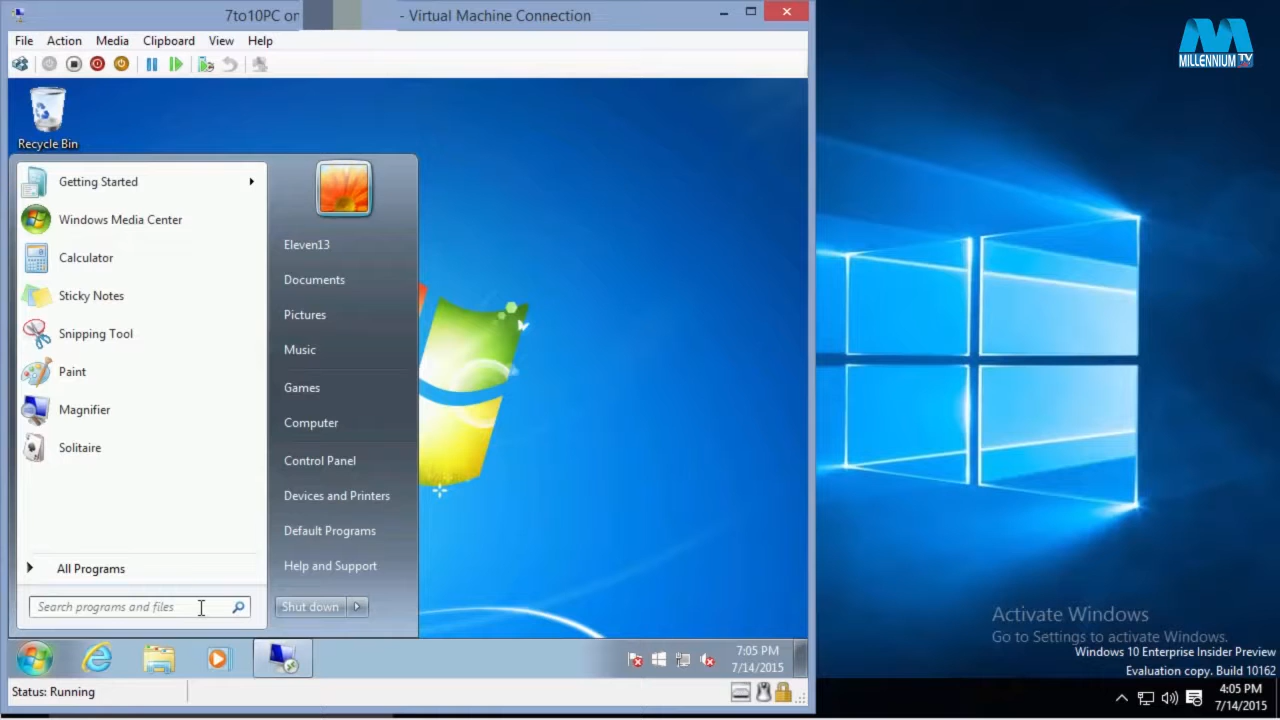 7to10PC on
- Virtual Machine Connection
File Action Media Clipboard View Help
MILLENNIUM TV
Recycle Bin
Getting Started
Windows Media Center
Calculator
Sticky Notes
Snipping Tool
Paint
Magnifier
Solitaire
All Programs
Search programs and files
Eleven13
Documents
Pictures
Music
Games
Computer
Control Panel
Devices and Printers
Default Programs
Help and Support
Shut down
7:05 PM
7/14/2015
Status: Running
Activate Windows
Go to Settings to activate Windows.
Windows 10 Enterprise Insider Preview
Evaluation copy. Build 10162
4:05 PM
7/14/2015